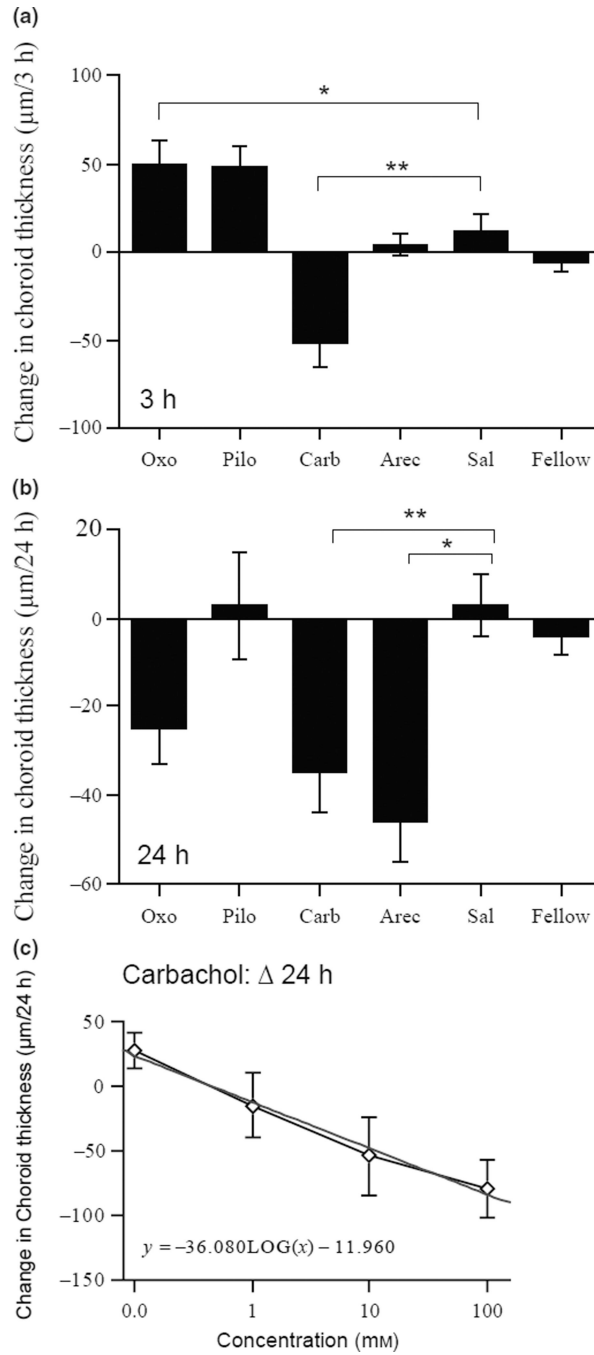 (a)
Change in choroid thickness (μm/3 h)
100
50
0
−50
−100
*
**
3 h
Oxo Pilo Carb Arec Sal Fellow
(b)
Change in choroid thickness (μm/24 h)
20
0
−20
−40
−60
**
*
24 h
Oxo Pilo Carb Arec Sal Fellow
(c)
Carbachol: Δ 24 h
Change in Choroid thickness (μm/24 h)
50
0
−50
−100
−150
y = −36.080LOG(x) − 11.960
0.0 1 10 100
Concentration (mM)